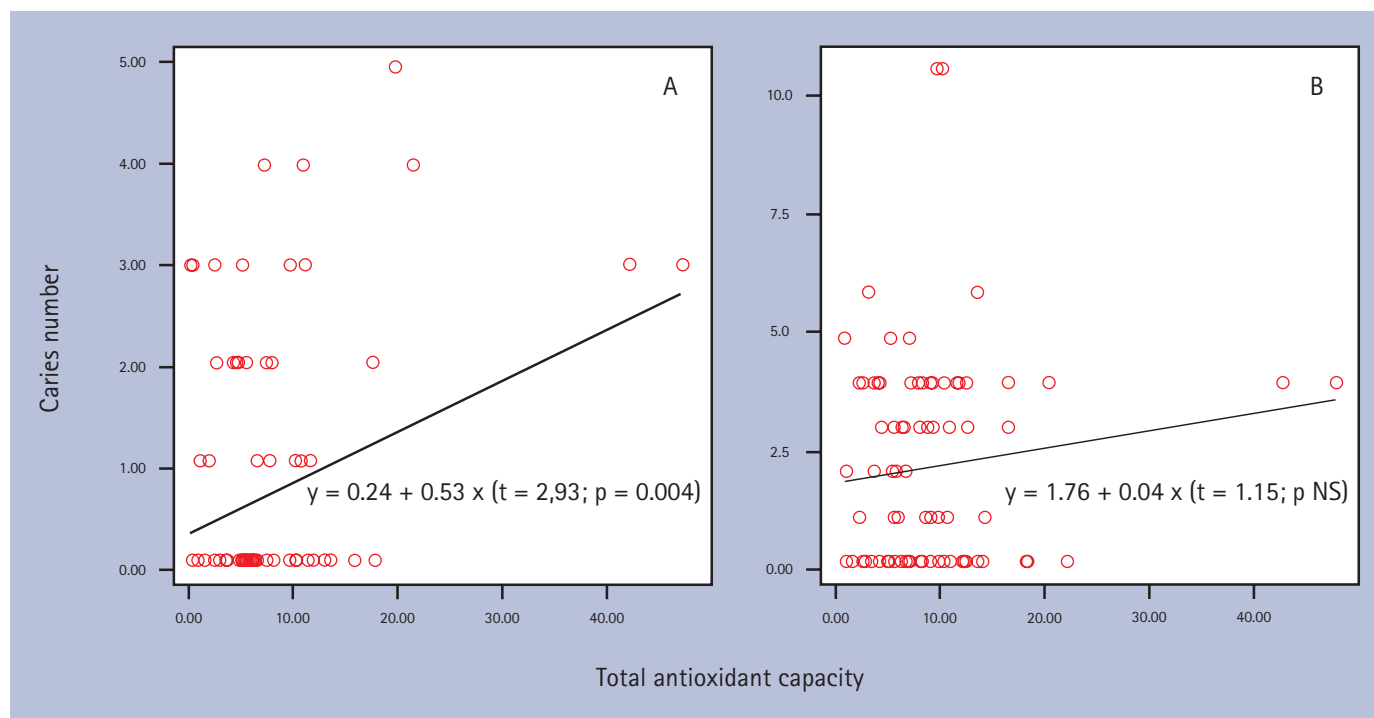 A
5.00
4.00
3.00
2.00
1.00
0.00
0.00 10.00 20.00 30.00 40.00
y = 0.24 + 0.53 x (t = 2,93; p = 0.004)
B
10.0
7.5
5.0
2.5
0.00
0.00 10.00 20.00 30.00 40.00
y = 1.76 + 0.04 x (t = 1.15; p NS)
Caries number
Total antioxidant capacity